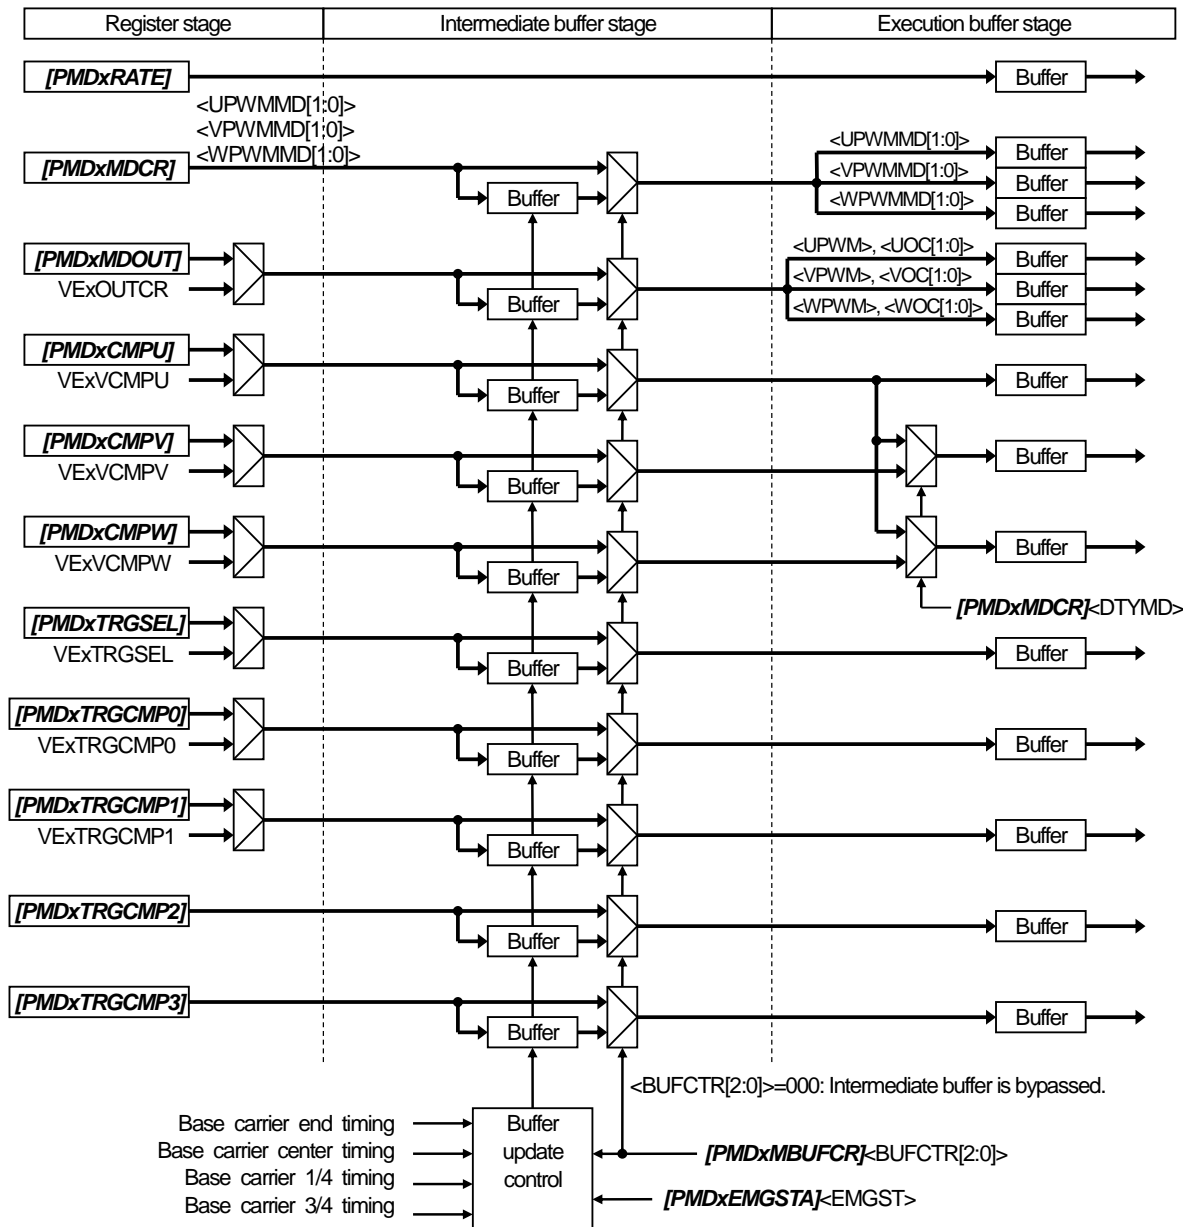 Register stage
Intermediate buffer stage
Execution buffer stage
[PMDxRATE]
Buffer
<UPWMMD[1:0]>
<VPWMMD[1:0]>
<WPWMMD[1:0]>
[PMDxMDCR]
Buffer
<UPWMMD[1:0]>
Buffer
<VPWMMD[1:0]>
Buffer
<WPWMMD[1:0]>
Buffer
[PMDxMDOUT]
VExOUTCR
Buffer
<UPWM>, <UOC[1:0]>
Buffer
<VPWM>, <VOC[1:0]>
Buffer
<WPWM>, <WOC[1:0]>
Buffer
[PMDxCMPU]
VExVCMPU
Buffer
Buffer
[PMDxCMPV]
VExVCMPV
Buffer
Buffer
[PMDxCMPW]
VExVCMPW
Buffer
Buffer
[PMDxMDCR]<DTYMD>
[PMDxTRGSEL]
VExTRGSEL
Buffer
Buffer
[PMDxTRGCMP0]
VExTRGCMP0
Buffer
Buffer
[PMDxTRGCMP1]
VExTRGCMP1
Buffer
Buffer
[PMDxTRGCMP2]
Buffer
Buffer
[PMDxTRGCMP3]
Buffer
Buffer
<BUFCTR[2:0]>=000: Intermediate buffer is bypassed.
Base carrier end timing
Base carrier center timing
Base carrier 1/4 timing
Base carrier 3/4 timing
Buffer
update
control
[PMDxMBUFCR]<BUFCTR[2:0]>
[PMDxEMGSTA]<EMGST>